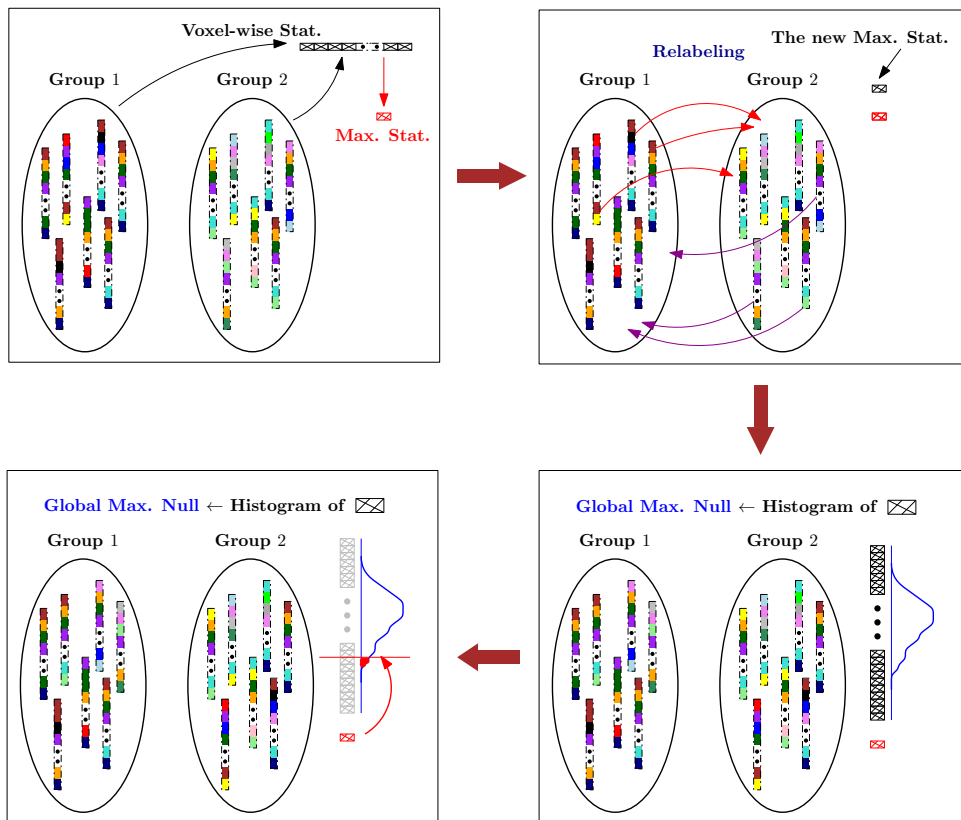 Voxel-wise Stat.
Group 1
Group 2
Max. Stat.
The new Max. Stat.
Relabeling
Group 1
Group 2
Global Max. Null ← Histogram of
Group 1
Group 2
Global Max. Null ← Histogram of
Group 1
Group 2